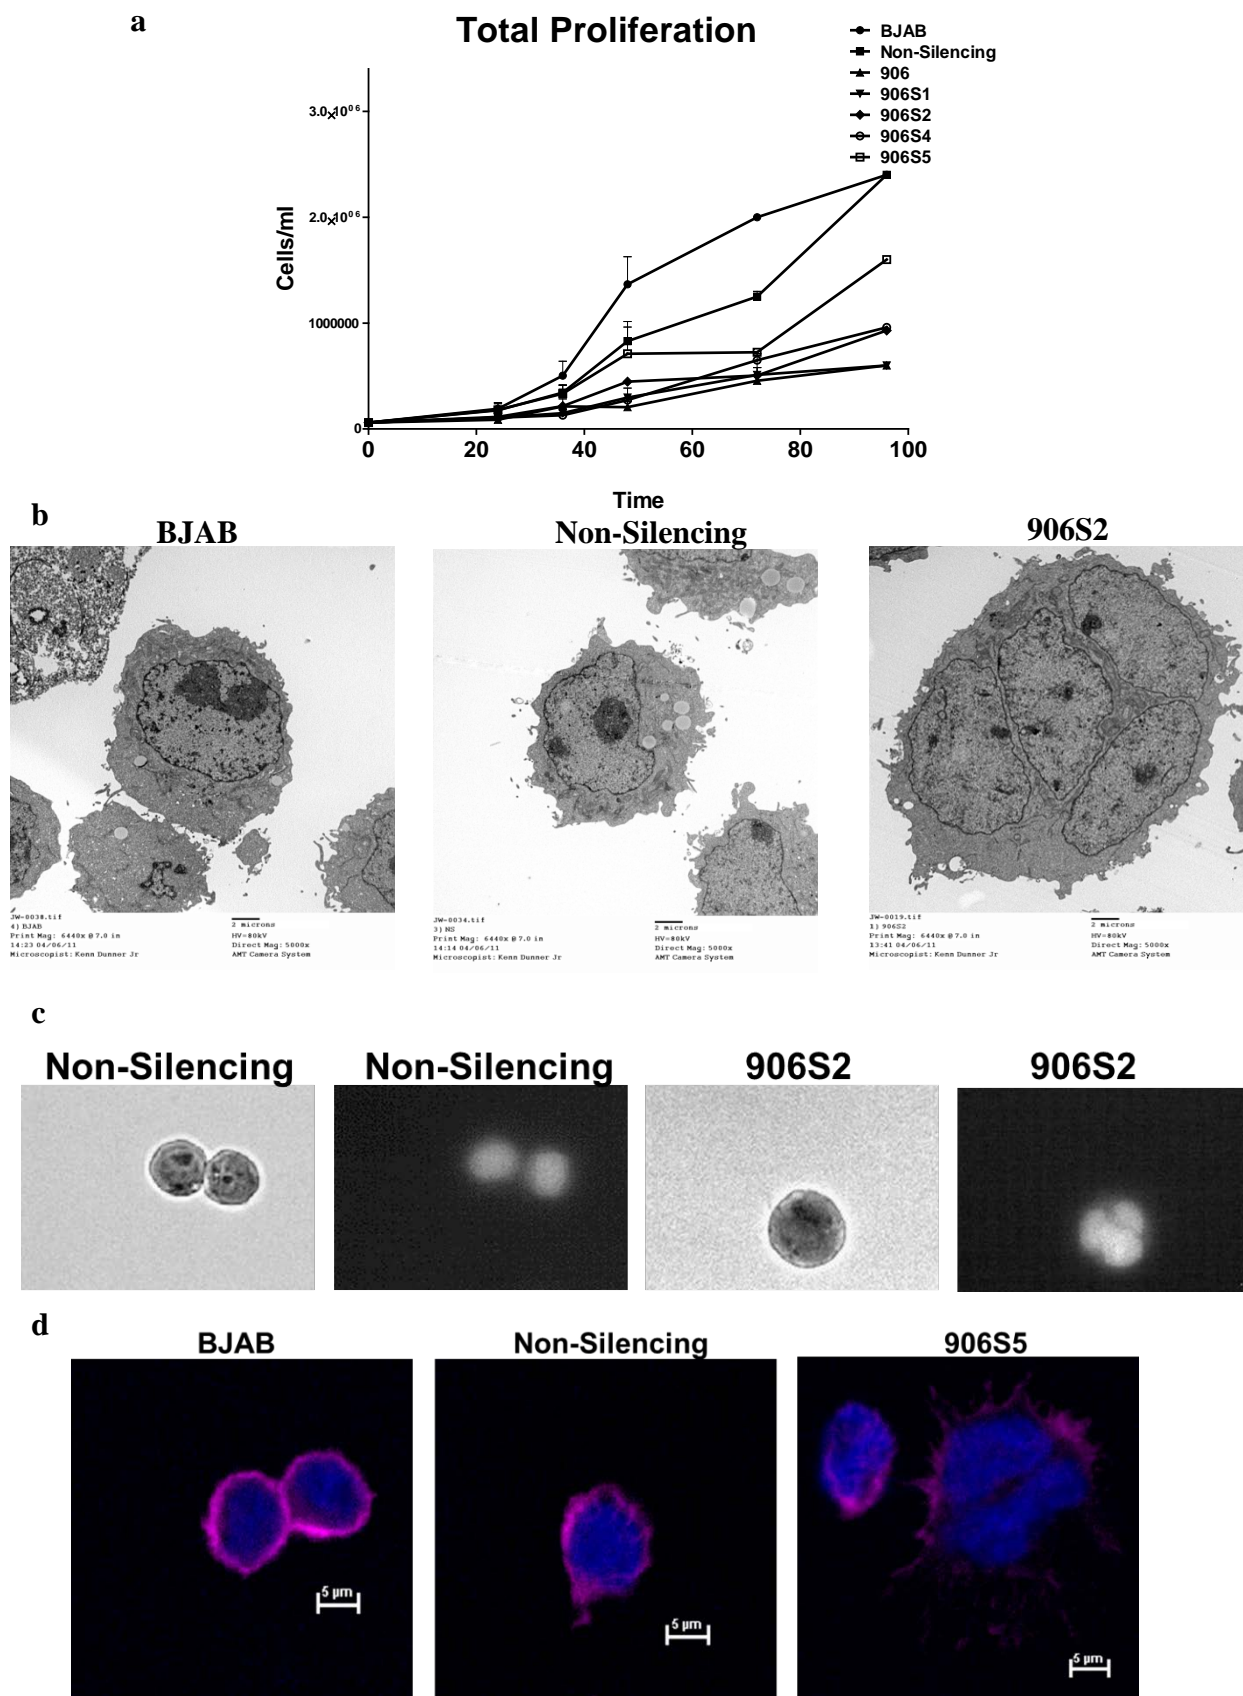 a
Total Proliferation
BJAB
Non-Silencing
906
906S1
906S2
906S4
906S5
3.0×10⁰⁶
2.0×10⁰⁶
1000000
0
Cells/ml
0 20 40 60 80 100
Time
b
BJAB
Non-Silencing
906S2
JW-0038.tif
4) BJAB
Print Mag: 6440x @ 7.0 in
14:23 04/06/11
Microscopist: Kenn Dunner Jr
2 microns
HV=80kV
Direct Mag: 5000x
AMT Camera System
JW-0034.tif
3) NS
Print Mag: 6440x @ 7.0 in
14:14 04/06/11
Microscopist: Kenn Dunner Jr
2 microns
HV=80kV
Direct Mag: 5000x
AMT Camera System
JW-0019.tif
1) 906S2
Print Mag: 6440x @ 7.0 in
13:41 04/06/11
Microscopist: Kenn Dunner Jr
2 microns
HV=80kV
Direct Mag: 5000x
AMT Camera System
c
Non-Silencing
Non-Silencing
906S2
906S2
d
BJAB
Non-Silencing
906S5
5 µm
5 µm
5 µm